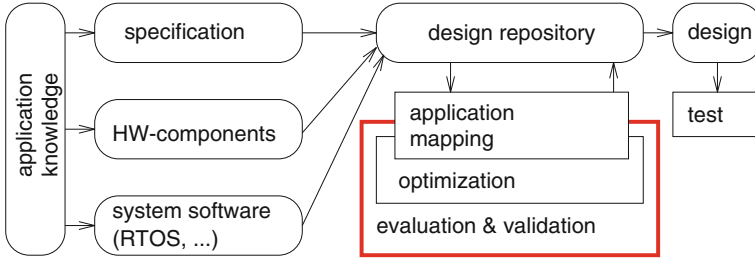 application
knowledge
specification
HW-components
system software
(RTOS, ...)
design repository
application
mapping
optimization
evaluation & validation
design
test